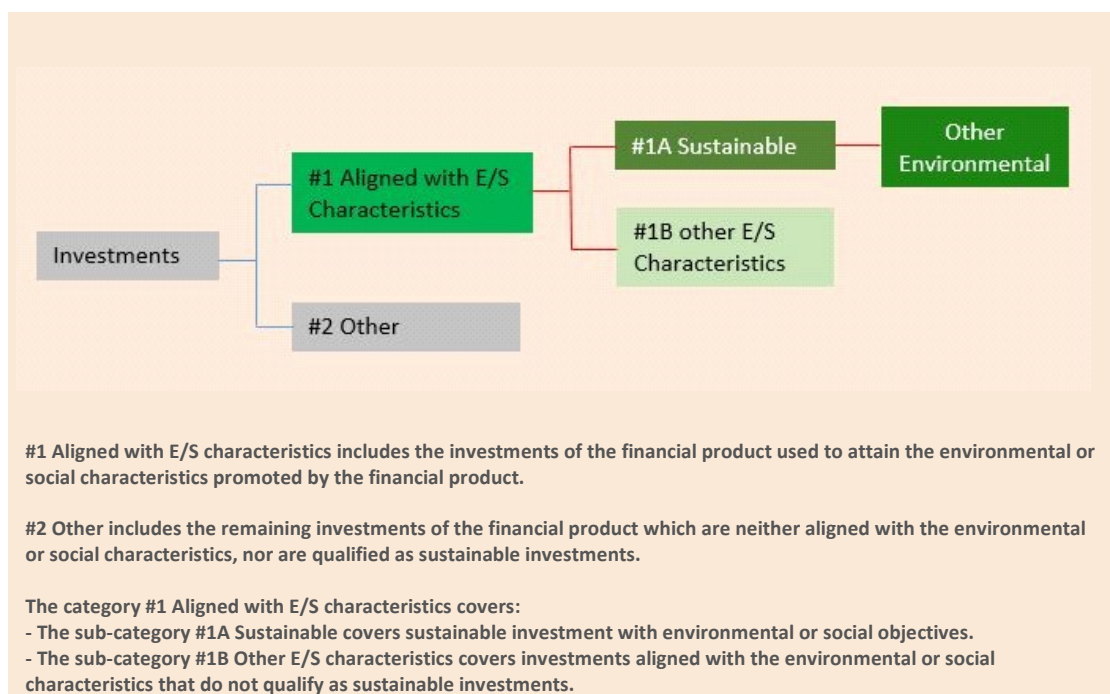 Other
Environmental
#1A Sustainable
#1 Aligned with E/S
Characteristics
#1B other E/S
Characteristics
Investments
#2 Other
#1 Aligned with E/S characteristics includes the investments of the financial product used to attain the environmental or
social characteristics promoted by the financial product.
#2 Other includes the remaining investments of the financial product which are neither aligned with the environmental
or social characteristics, nor are qualified as sustainable investments.
The category #1 Aligned with E/S characteristics covers:
- The sub-category #1A Sustainable covers sustainable investment with environmental or social objectives.
- The sub-category #1B Other E/S characteristics covers investments aligned with the environmental or social
characteristics that do not qualify as sustainable investments.